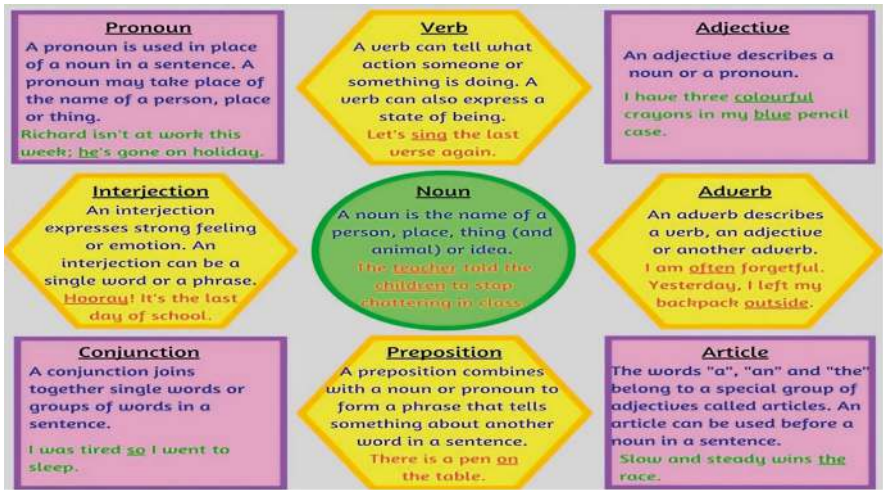 Pronoun
A pronoun is used in place
of a noun in a sentence. A
pronoun may take place of
the name of a person, place
or thing.
Richard isn't at work this
week; he's gone on holiday.
Verb
A verb can tell what
action someone or
something is doing. A
verb can also express a
state of being.
Let's sing the last
verse again.
Adjective
An adjective describes a
noun or a pronoun.
I have three colourful
crayons in my blue pencil
case.
Interjection
An interjection
expresses strong feeling
or emotion. An
interjection can be a
single word or a phrase.
Hooray! It's the last
day of school.
Noun
A noun is the name of a
person, place, thing (and
animal) or idea.
The teacher told the
children to stop
chattering in class.
Adverb
An adverb describes
a verb, an adjective
or another adverb.
I am often forgetful.
Yesterday, I left my
backpack outside.
Conjunction
A conjunction joins
together single words or
groups of words in a
sentence.
I was tired so I went to
sleep.
Preposition
A preposition combines
with a noun or pronoun to
form a phrase that tells
something about another
word in a sentence.
There is a pen on
the table.
Article
The words "a", "an" and "the"
belong to a special group of
adjectives called articles. An
article can be used before a
noun in a sentence.
Slow and steady wins the
race.